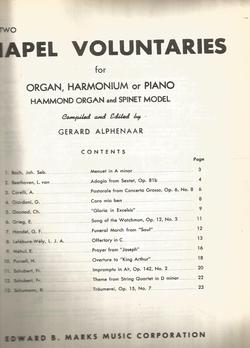 TWO
HAPEL VOLUNTARIES
for
ORGAN, HARMONIUM or PIANO
HAMMOND ORGAN and SPINET MODEL
Compiled and Edited by
GERARD ALPHENAAR
CONTENTS
Page
1. Bach, Joh. Seb. Menuet in A minor 3
2. Beethoven, L. van Adagio from Sextet, Op. 81b 4
3. Corelli, A. Pastorale from Concerto Grosso, Op. 6, No. 8 6
4. Giordani, G. Caro mio ben 8
5. Gounod, Ch. "Gloria in Excelsis" 9
6. Grieg, E. Song of the Watchman, Op. 12, No. 3 11
7. Handel, G. F. Funeral March from "Saul" 12
8. Lefébure-Wély, L. J. A. Offertory in C 13
9. Mehul, E. Prayer from "Joseph" 16
10. Purcell, H. Overture to "King Arthur" 18
11. Schubert, Fr. Impromptu in Ab, Op. 142, No. 2 20
12. Schubert, Fr. Theme from String Quartet in D minor 22
13. Schumann, R. Träumerei, Op. 15, No. 7 23
EDWARD B. MARKS MUSIC CORPORATION